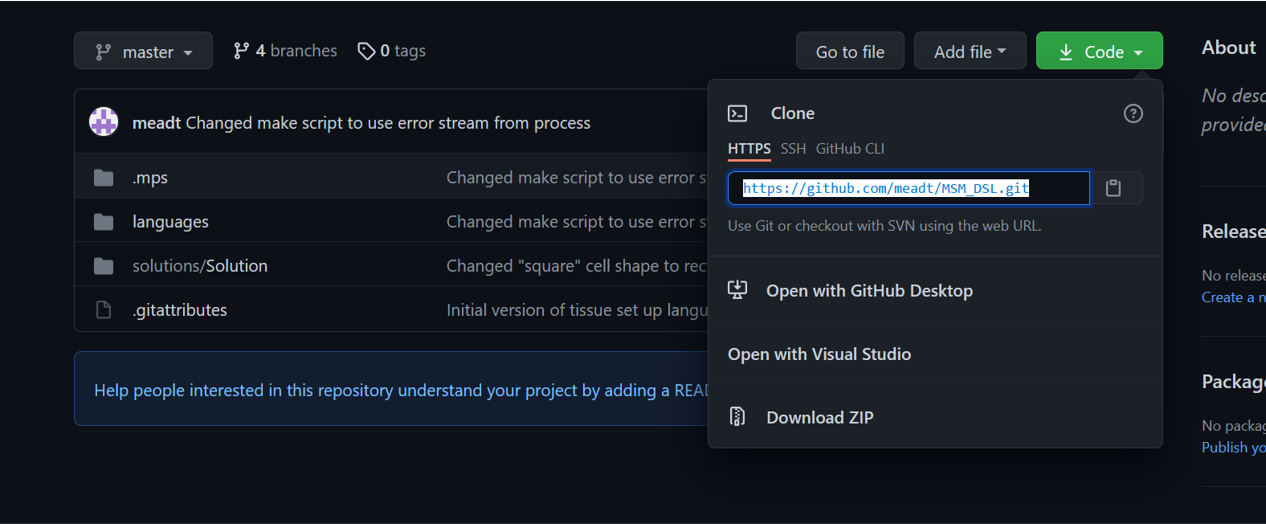 master 4 branches 0 tags Go to file Add file Code About
No desc
provided
meadt Changed make script to use error stream from process
Clone
HTTPS SSH GitHub CLI
.mps Changed make script to use error s
https://github.com/meadt/MSM_DSL.git
languages Changed make script to use error s
Use Git or checkout with SVN using the web URL.
Release
solutions/Solution Changed "square" cell shape to rec
No release
Create a n
Open with GitHub Desktop
.gitattributes Initial version of tissue set up langu
Open with Visual Studio
Help people interested in this repository understand your project by adding a READ
Package
Download ZIP
No packag
Publish yo